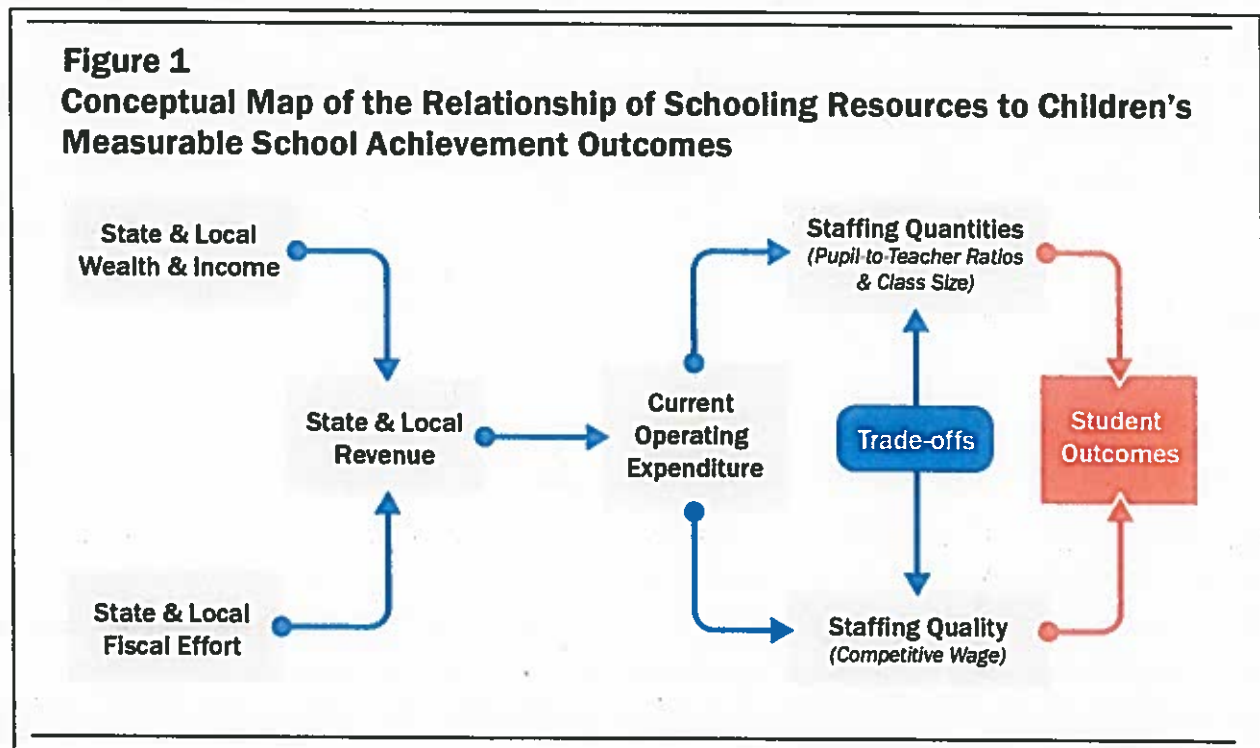 Figure 1
Conceptual Map of the Relationship of Schooling Resources to Children's
Measurable School Achievement Outcomes
State & Local
Wealth & Income
State & Local
Fiscal Effort
State & Local
Revenue
Current
Operating
Expenditure
Staffing Quantities
(Pupil-to-Teacher Ratios
& Class Size)
Trade-offs
Staffing Quality
(Competitive Wage)
Student
Outcomes